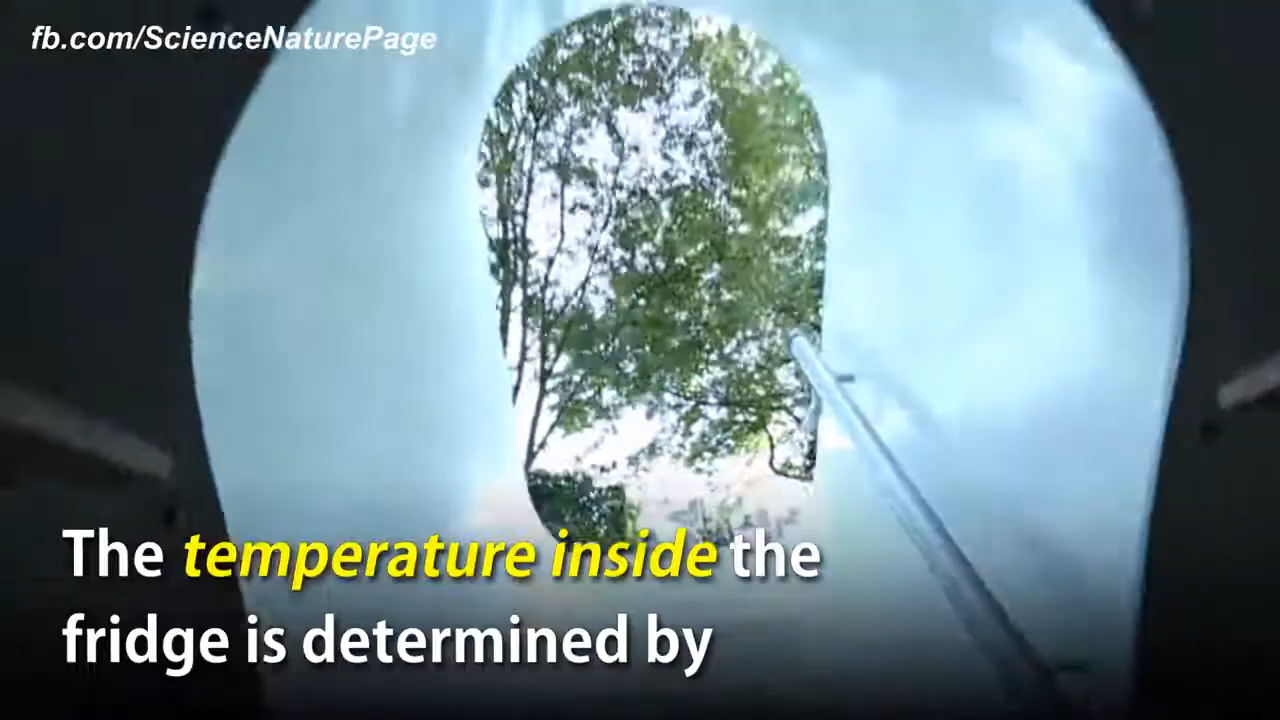 fb.com/ScienceNaturePage
The temperature inside the
fridge is determined by